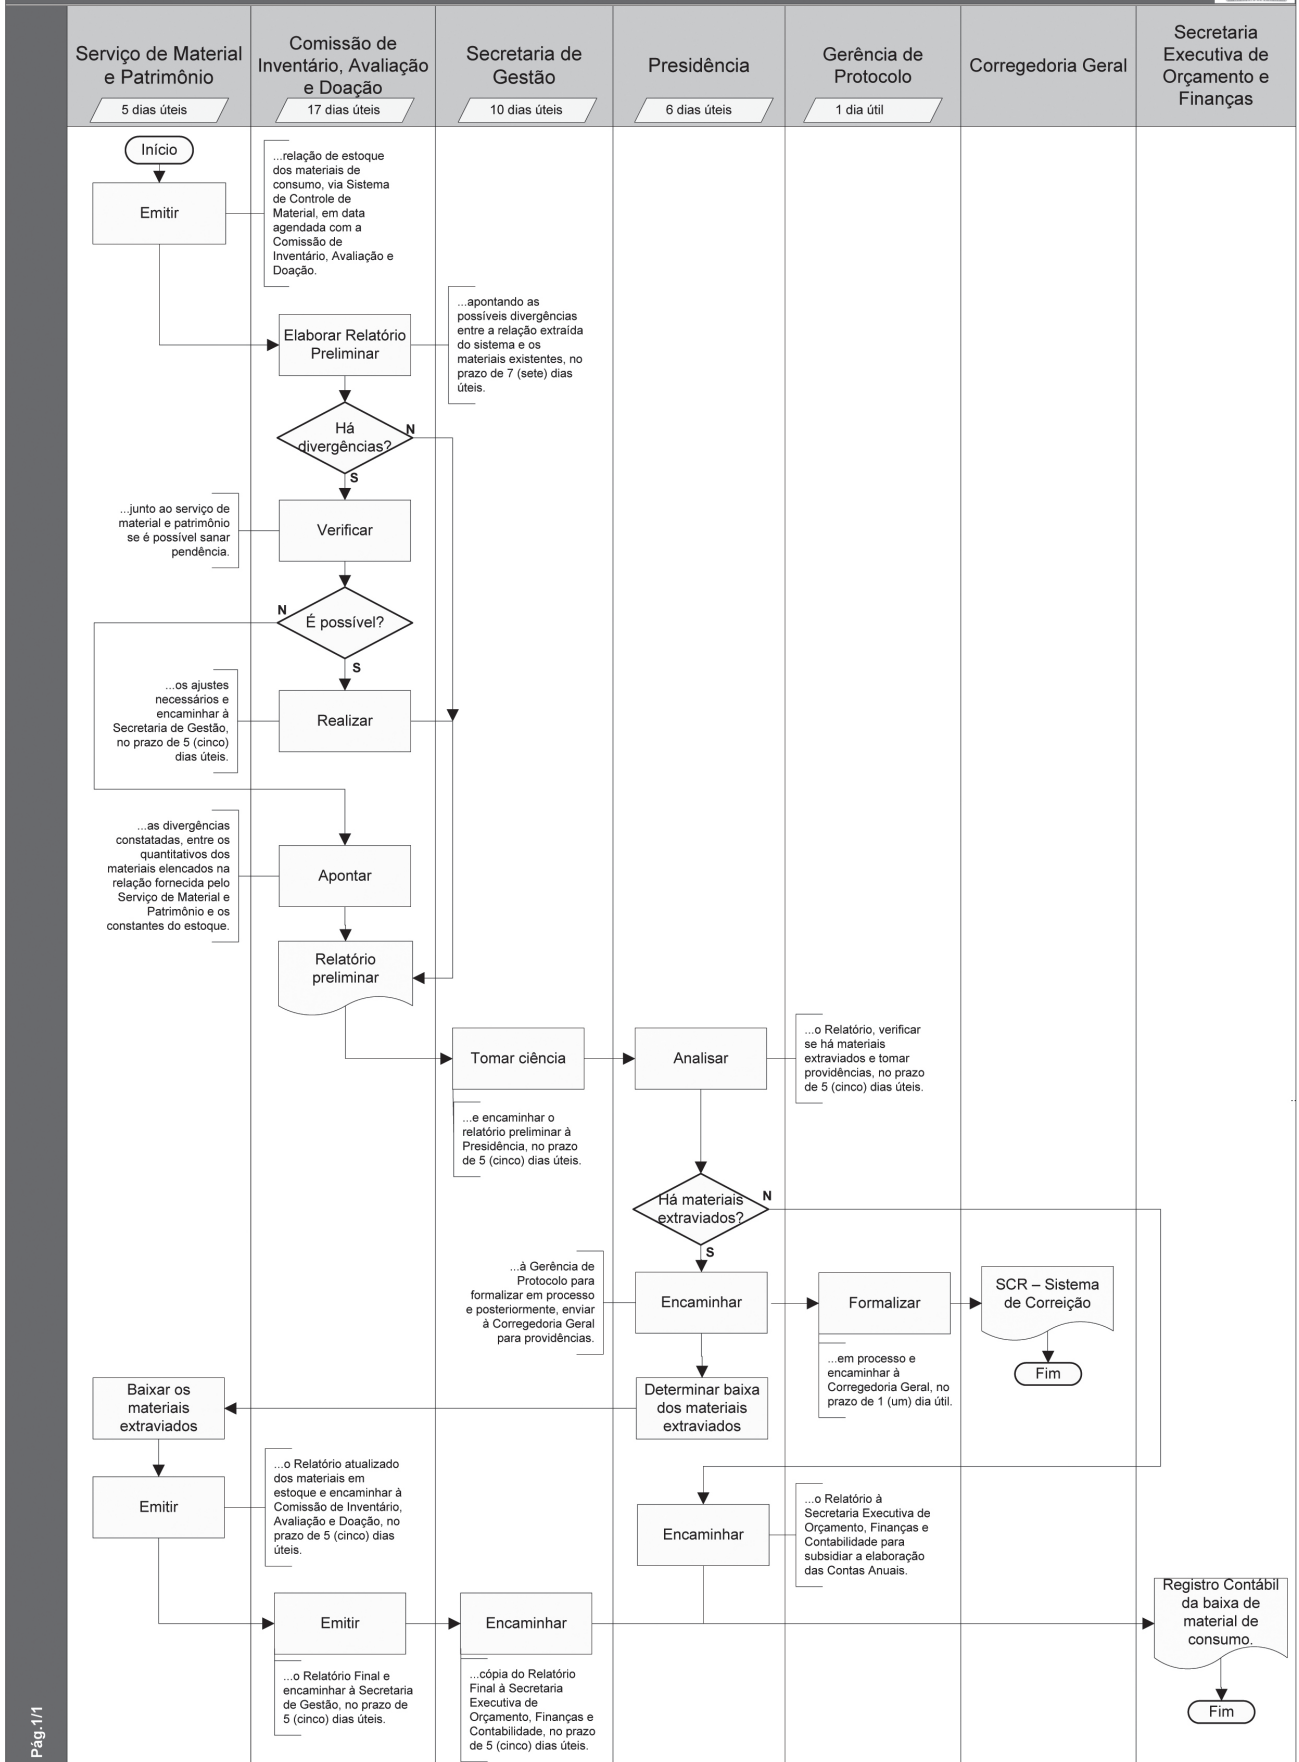 Serviço de Material
e Patrimônio
5 dias úteis
Comissão de
Inventário, Avaliação
e Doação
17 dias úteis
Secretaria de
Gestão
10 dias úteis
Presidência
6 dias úteis
Gerência de
Protocolo
1 dia útil
Corregedoria Geral
Secretaria
Executiva de
Orçamento e
Finanças
Início
Emitir
...relação de estoque
dos materiais de
consumo, via Sistema
de Controle de
Material, em data
agendada com a
Comissão de
Inventário, Avaliação e
Doação.
Elaborar Relatório
Preliminar
...apontando as
possíveis divergências
entre a relação extraída
do sistema e os
materiais existentes, no
prazo de 7 (sete) dias
úteis.
Há
divergências?
N
S
...junto ao serviço de
material e patrimônio
se é possível sanar
pendência.
Verificar
N
É possível?
S
...os ajustes
necessários e
encaminhar à
Secretaria de Gestão,
no prazo de 5 (cinco)
dias úteis.
Realizar
...as divergências
constatadas, entre os
quantitativos dos
materiais elencados na
relação fornecida pelo
Serviço de Material e
Patrimônio e os
constantes do estoque.
Apontar
Relatório
preliminar
Tomar ciência
...e encaminhar o
relatório preliminar à
Presidência, no prazo
de 5 (cinco) dias úteis.
Analisar
...o Relatório, verificar
se há materiais
extraviados e tomar
providências, no prazo
de 5 (cinco) dias úteis.
Há materiais
extraviados?
N
S
...à Gerência de
Protocolo para
formalizar em processo
e posteriormente, enviar
à Corregedoria Geral
para providências.
Encaminhar
Formalizar
...em processo e
encaminhar à
Corregedoria Geral, no
prazo de 1 (um) dia útil.
SCR – Sistema
de Correição
Fim
Determinar baixa
dos materiais
extraviados
Baixar os
materiais
extraviados
Emitir
...o Relatório atualizado
dos materiais em
estoque e encaminhar à
Comissão de Inventário,
Avaliação e Doação, no
prazo de 5 (cinco) dias
úteis.
Encaminhar
...o Relatório à
Secretaria Executiva de
Orçamento, Finanças e
Contabilidade para
subsidiar a elaboração
das Contas Anuais.
Emitir
...o Relatório Final e
encaminhar à Secretaria
de Gestão, no prazo de
5 (cinco) dias úteis.
Encaminhar
...cópia do Relatório
Final à Secretaria
Executiva de
Orçamento, Finanças e
Contabilidade, no prazo
de 5 (cinco) dias úteis.
Registro Contábil
da baixa de
material de
consumo.
Fim
Pág.1/1